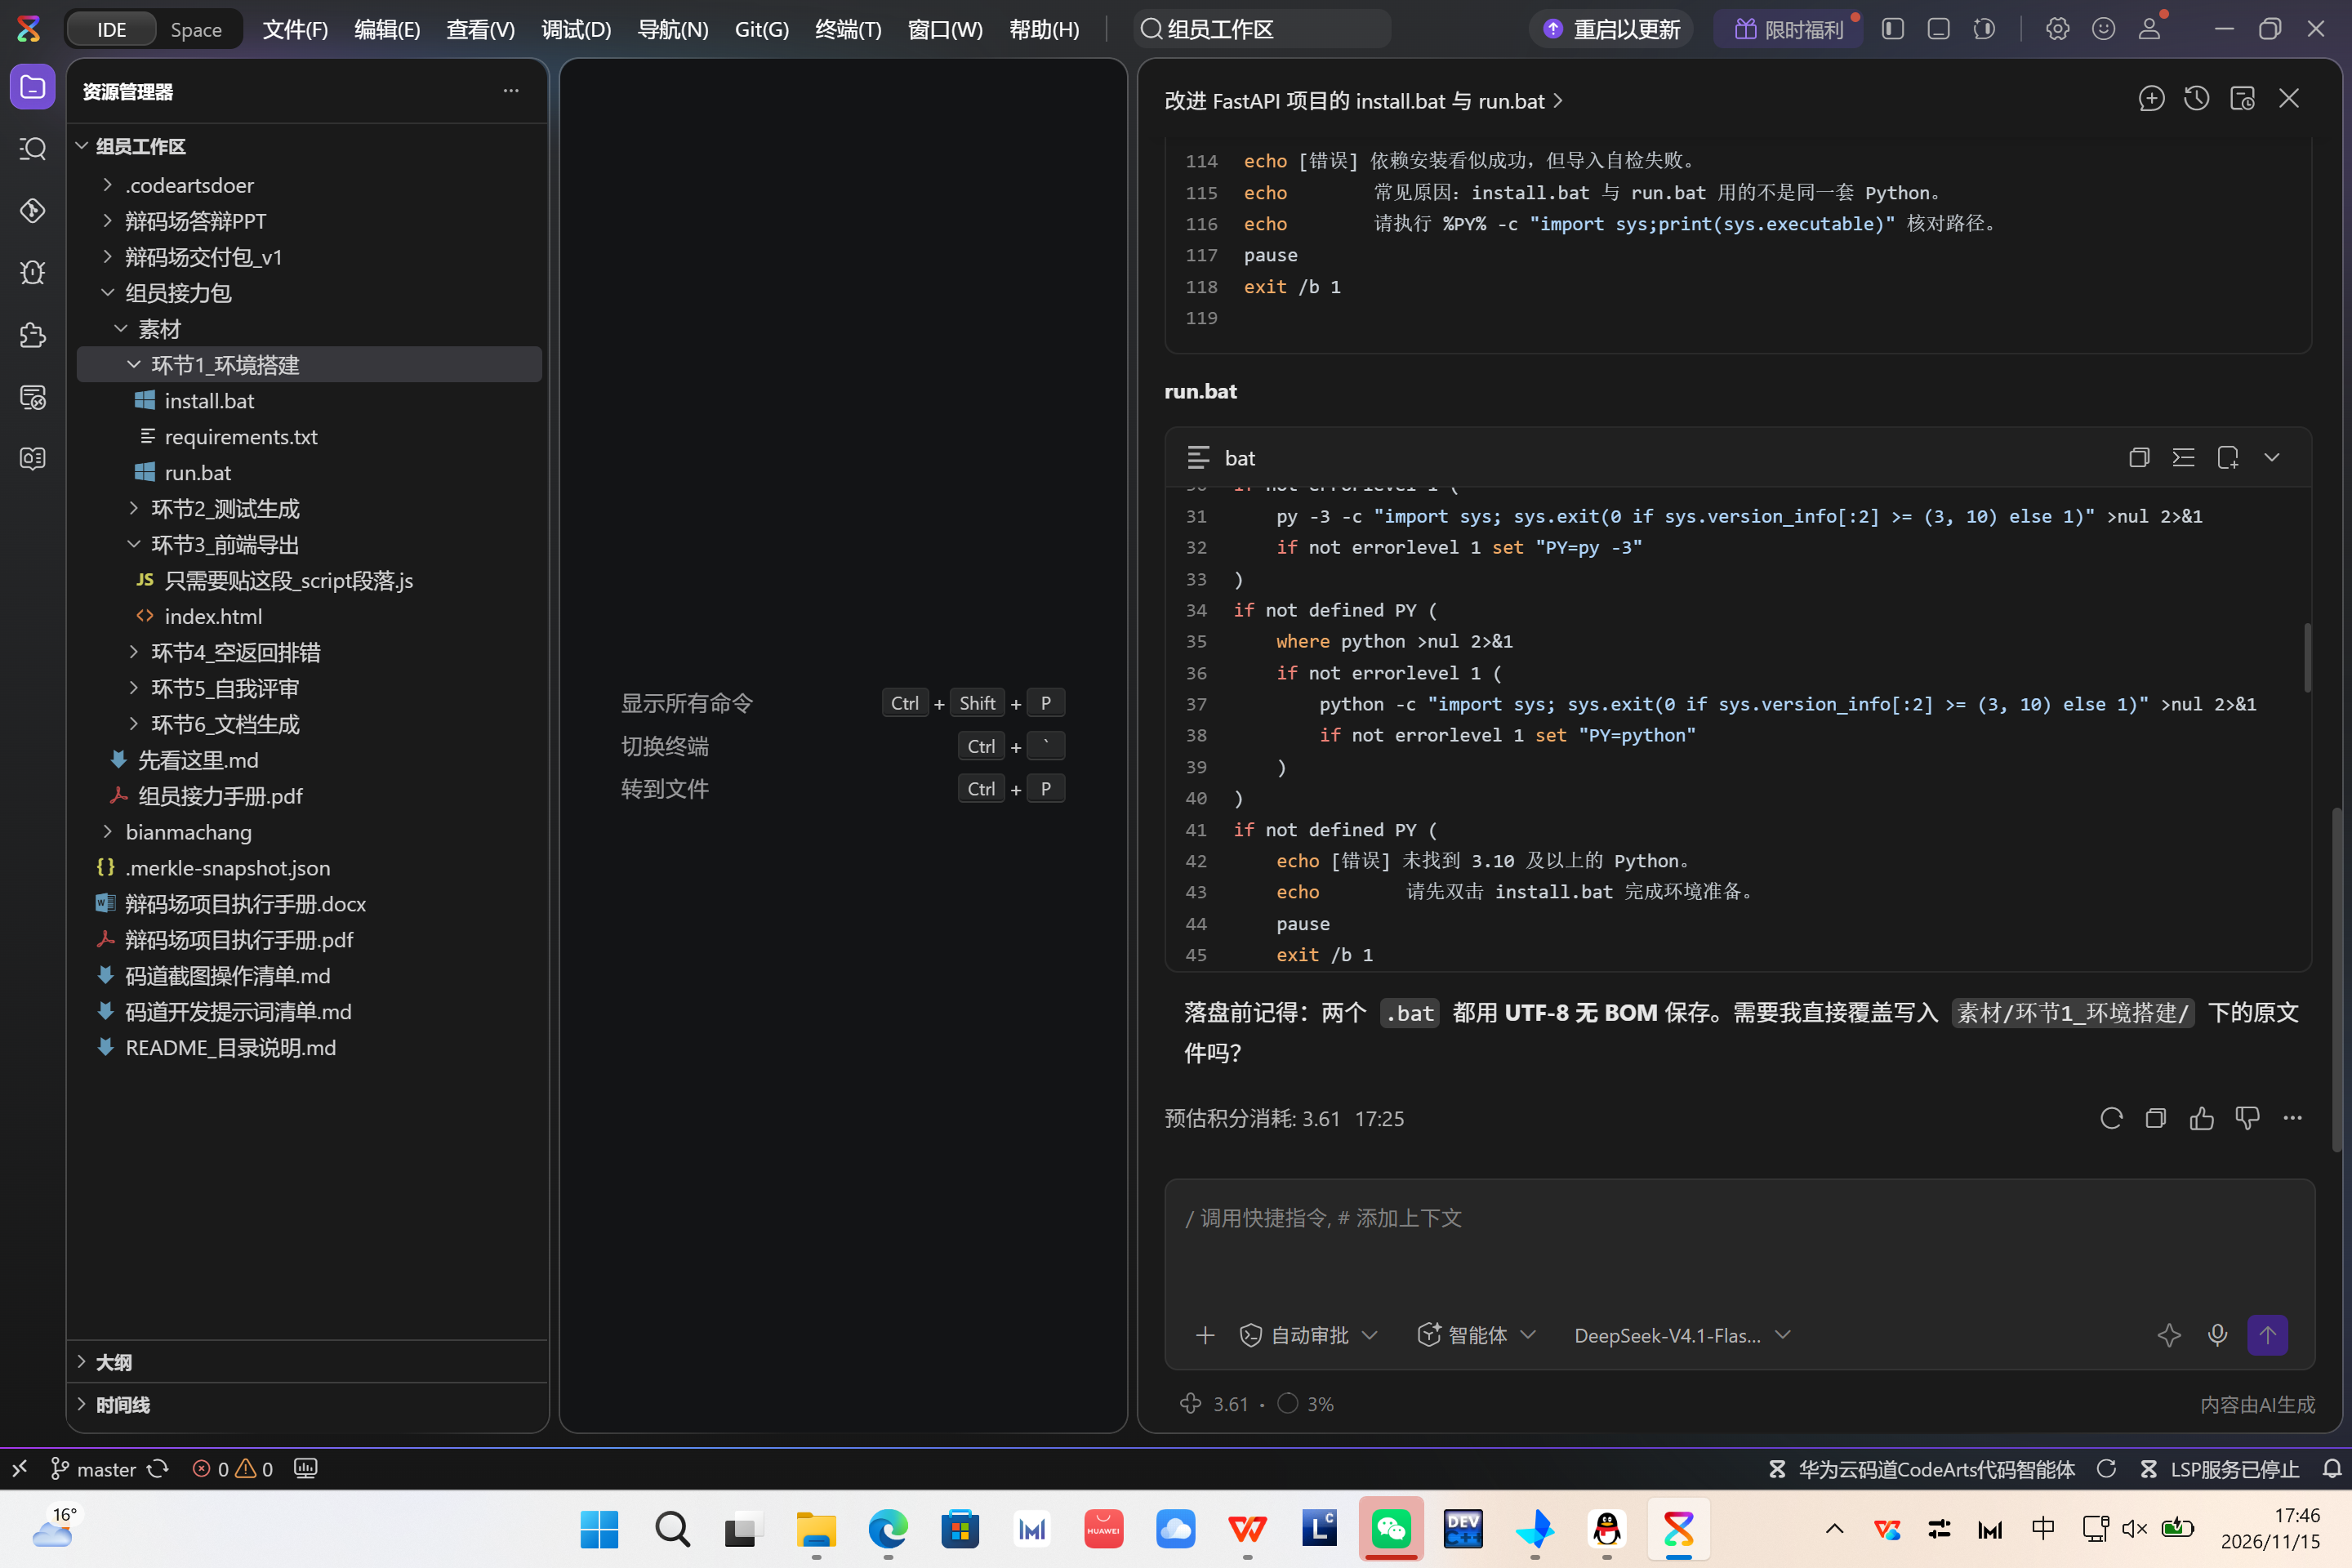 IDE Space 文件(F) 编辑(E) 查看(V) 调试(D) 导航(N) Git(G) 终端(T) 窗口(W) 帮助(H) 组员工作区 重启以更新 限时福利
资源管理器
组员工作区
.codeartsdoer
辩码场答辩PPT
辩码场交付包_v1
组员接力包
素材
环节1_环境搭建
install.bat
requirements.txt
run.bat
环节2_测试生成
环节3_前端导出
JS 只需要贴这段_script段落.js
index.html
环节4_空返回排错
环节5_自我评审
环节6_文档生成
先看这里.md
组员接力手册.pdf
bianmachang
.merkle-snapshot.json
辩码场项目执行手册.docx
辩码场项目执行手册.pdf
码道截图操作清单.md
码道开发提示词清单.md
README_目录说明.md
大纲
时间线
显示所有命令 Ctrl + Shift + P
切换终端 Ctrl + `
转到文件 Ctrl + P
改进 FastAPI 项目的 install.bat 与 run.bat
114 echo [错误] 依赖安装看似成功，但导入自检失败。
115 echo 常见原因：install.bat 与 run.bat 用的不是同一套 Python。
116 echo 请执行 %PY% -c "import sys;print(sys.executable)" 核对路径。
117 pause
118 exit /b 1
119
run.bat
bat
30 if not errorlevel 1 (
31 py -3 -c "import sys; sys.exit(0 if sys.version_info[:2] >= (3, 10) else 1)" >nul 2>&1
32 if not errorlevel 1 set "PY=py -3"
33 )
34 if not defined PY (
35 where python >nul 2>&1
36 if not errorlevel 1 (
37 python -c "import sys; sys.exit(0 if sys.version_info[:2] >= (3, 10) else 1)" >nul 2>&1
38 if not errorlevel 1 set "PY=python"
39 )
40 )
41 if not defined PY (
42 echo [错误] 未找到 3.10 及以上的 Python。
43 echo 请先双击 install.bat 完成环境准备。
44 pause
45 exit /b 1
落盘前记得：两个 .bat 都用 UTF-8 无 BOM 保存。需要我直接覆盖写入 素材/环节1_环境搭建/ 下的原文
件吗？
预估积分消耗: 3.61 17:25
/ 调用快捷指令, # 添加上下文
自动审批 智能体 DeepSeek-V4.1-Flas...
3.61 · 3%
内容由AI生成
master 0 0 华为云码道CodeArts代码智能体 LSP服务已停止
16°
HUAWEI
LC
DEV C++
中
17:46
2026/11/15